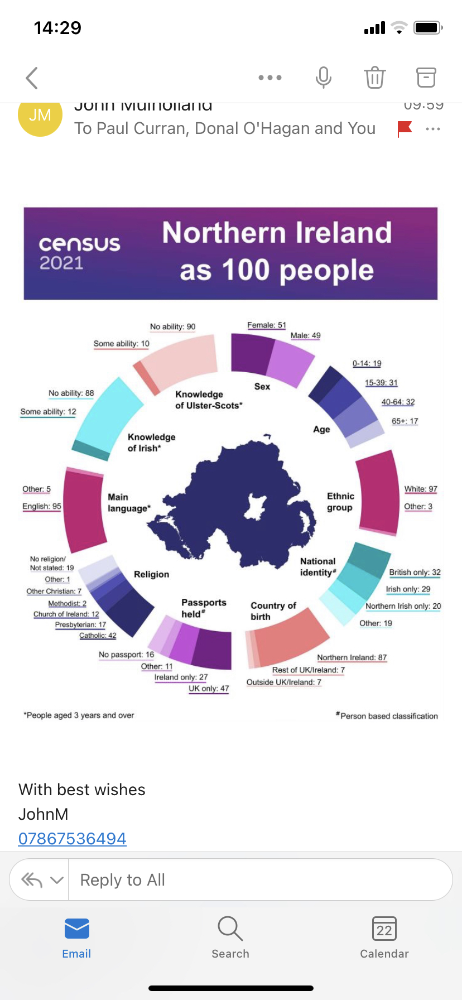 14:29
John Mulholland
09:59
JM
To Paul Curran, Donal O'Hagan and You
census
2021
Northern Ireland
as 100 people
No ability: 90
Some ability: 10
Knowledge
of Ulster-Scots*
Female: 51
Male: 49
Sex
0-14: 19
15-39: 31
40-64: 32
65+: 17
Age
No ability: 88
Some ability: 12
Knowledge
of Irish*
Other: 5
English: 95
Main
language*
White: 97
Other: 3
Ethnic
group
No religion/
Not stated: 19
Other: 1
Other Christian: 7
Methodist: 2
Church of Ireland: 12
Presbyterian: 17
Catholic: 42
Religion
National
identity#
British only: 32
Irish only: 29
Northern Irish only: 20
Other: 19
Passports
held#
No passport: 16
Other: 11
Ireland only: 27
UK only: 47
Country of
birth
Northern Ireland: 87
Rest of UK/Ireland: 7
Outside UK/Ireland: 7
*People aged 3 years and over
#Person based classification
With best wishes
JohnM
07867536494
Reply to All
22
Email
Search
Calendar